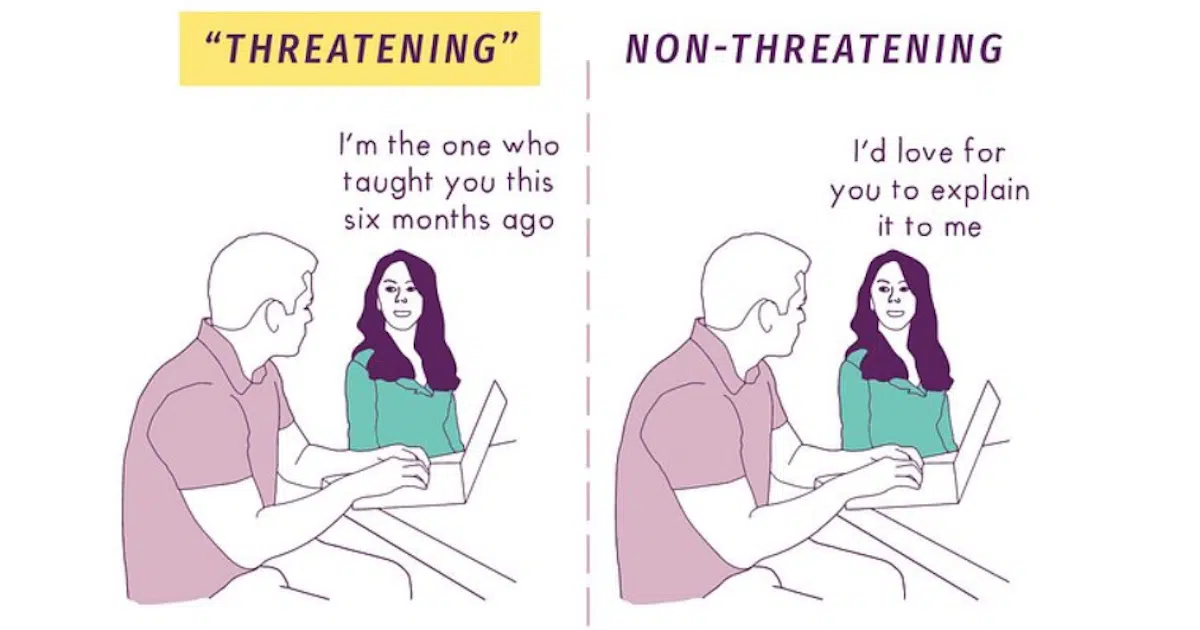 “THREATENING”
I'm the one who
taught you this
six months ago
NON-THREATENING
I'd love for
you to explain
it to me